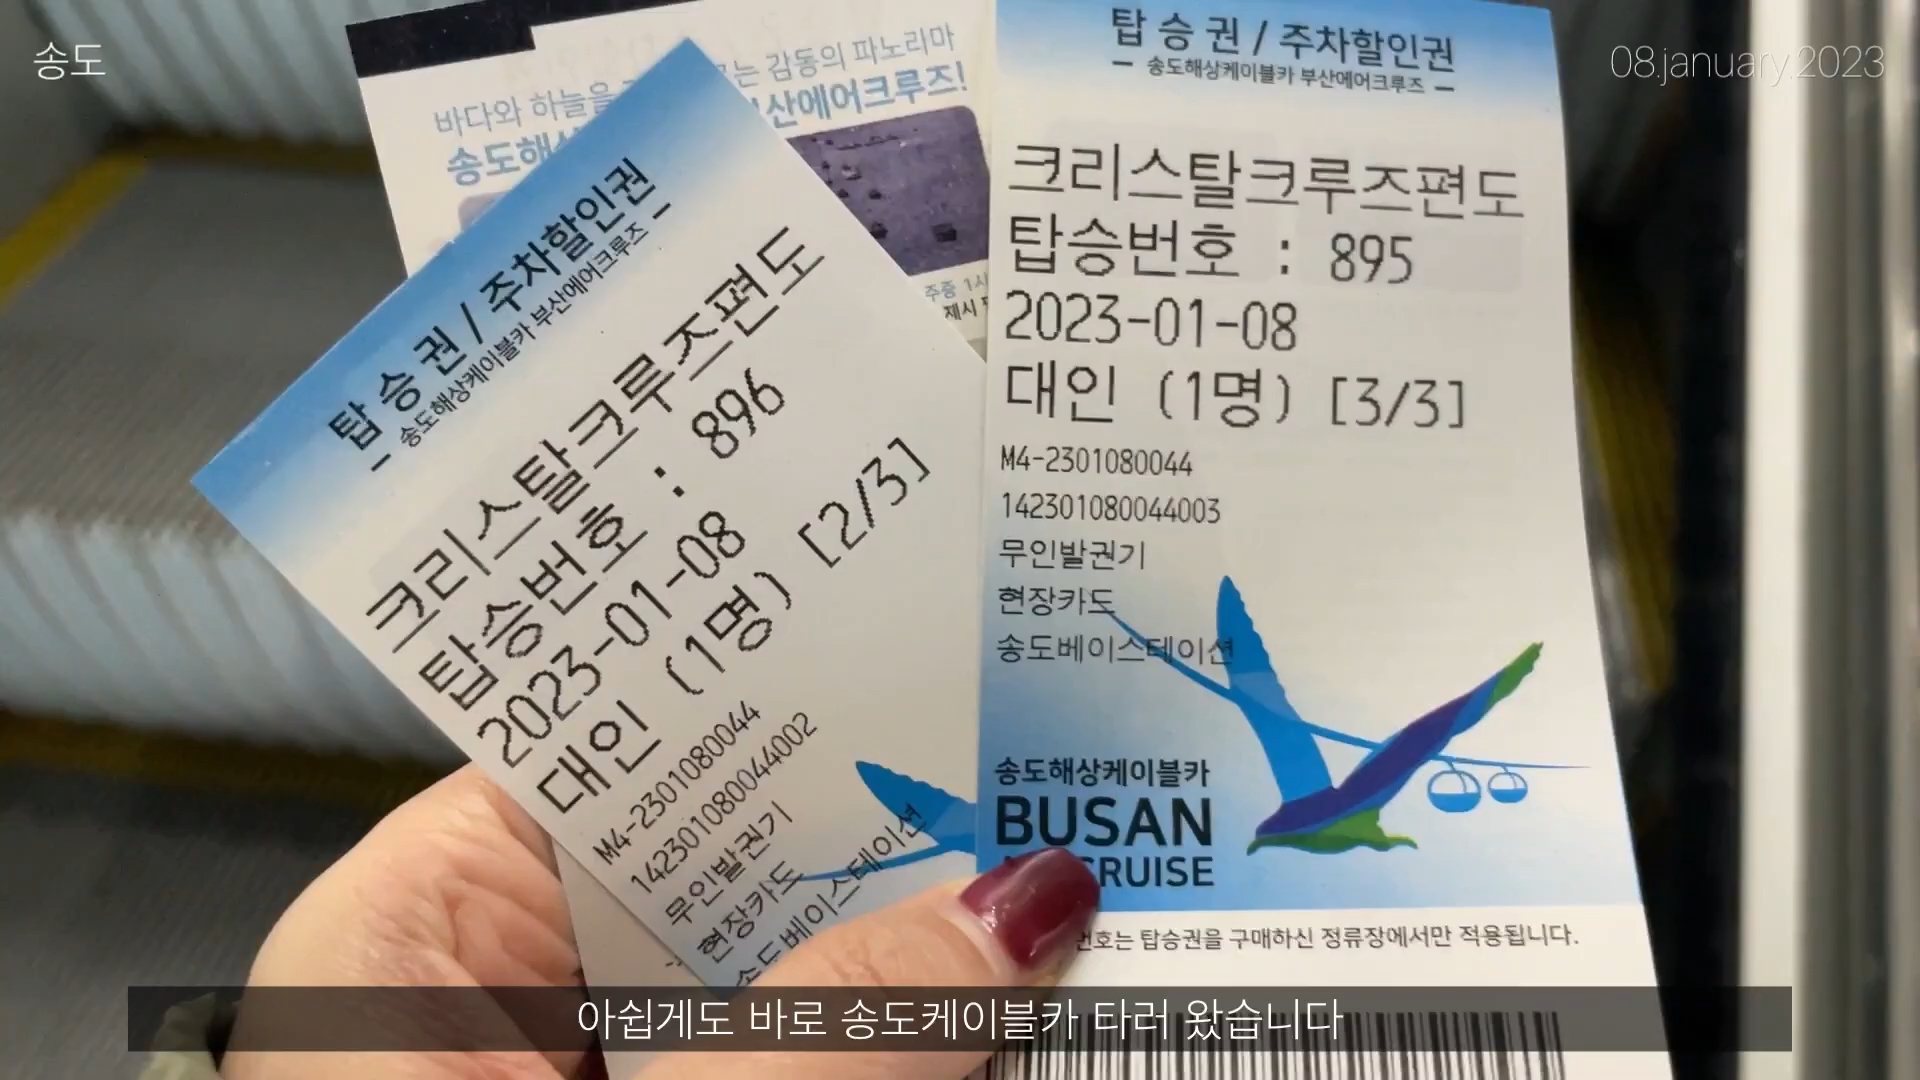 송도
08.january.2023
바다와 하늘을 감동의 파노라마
부산에어크루즈!
탑승권 / 주차할인권
- 송도해상케이블카 부산에어크루즈 -
크리스탈크루즈편도
탑승번호 : 896
2023-01-08
대인 (1명) [2/3]
M4-2301080044
142301080044002
무인발권기
현장카드
송도베이스테이션
탑승권 / 주차할인권
- 송도해상케이블카 부산에어크루즈 -
크리스탈크루즈편도
탑승번호 : 895
2023-01-08
대인 (1명) [3/3]
M4-2301080044
142301080044003
무인발권기
현장카드
송도베이스테이션
송도해상케이블카
BUSAN
CRUISE
번호는 탑승권을 구매하신 정류장에서만 적용됩니다.
아쉽게도 바로 송도케이블카 타러 왔습니다